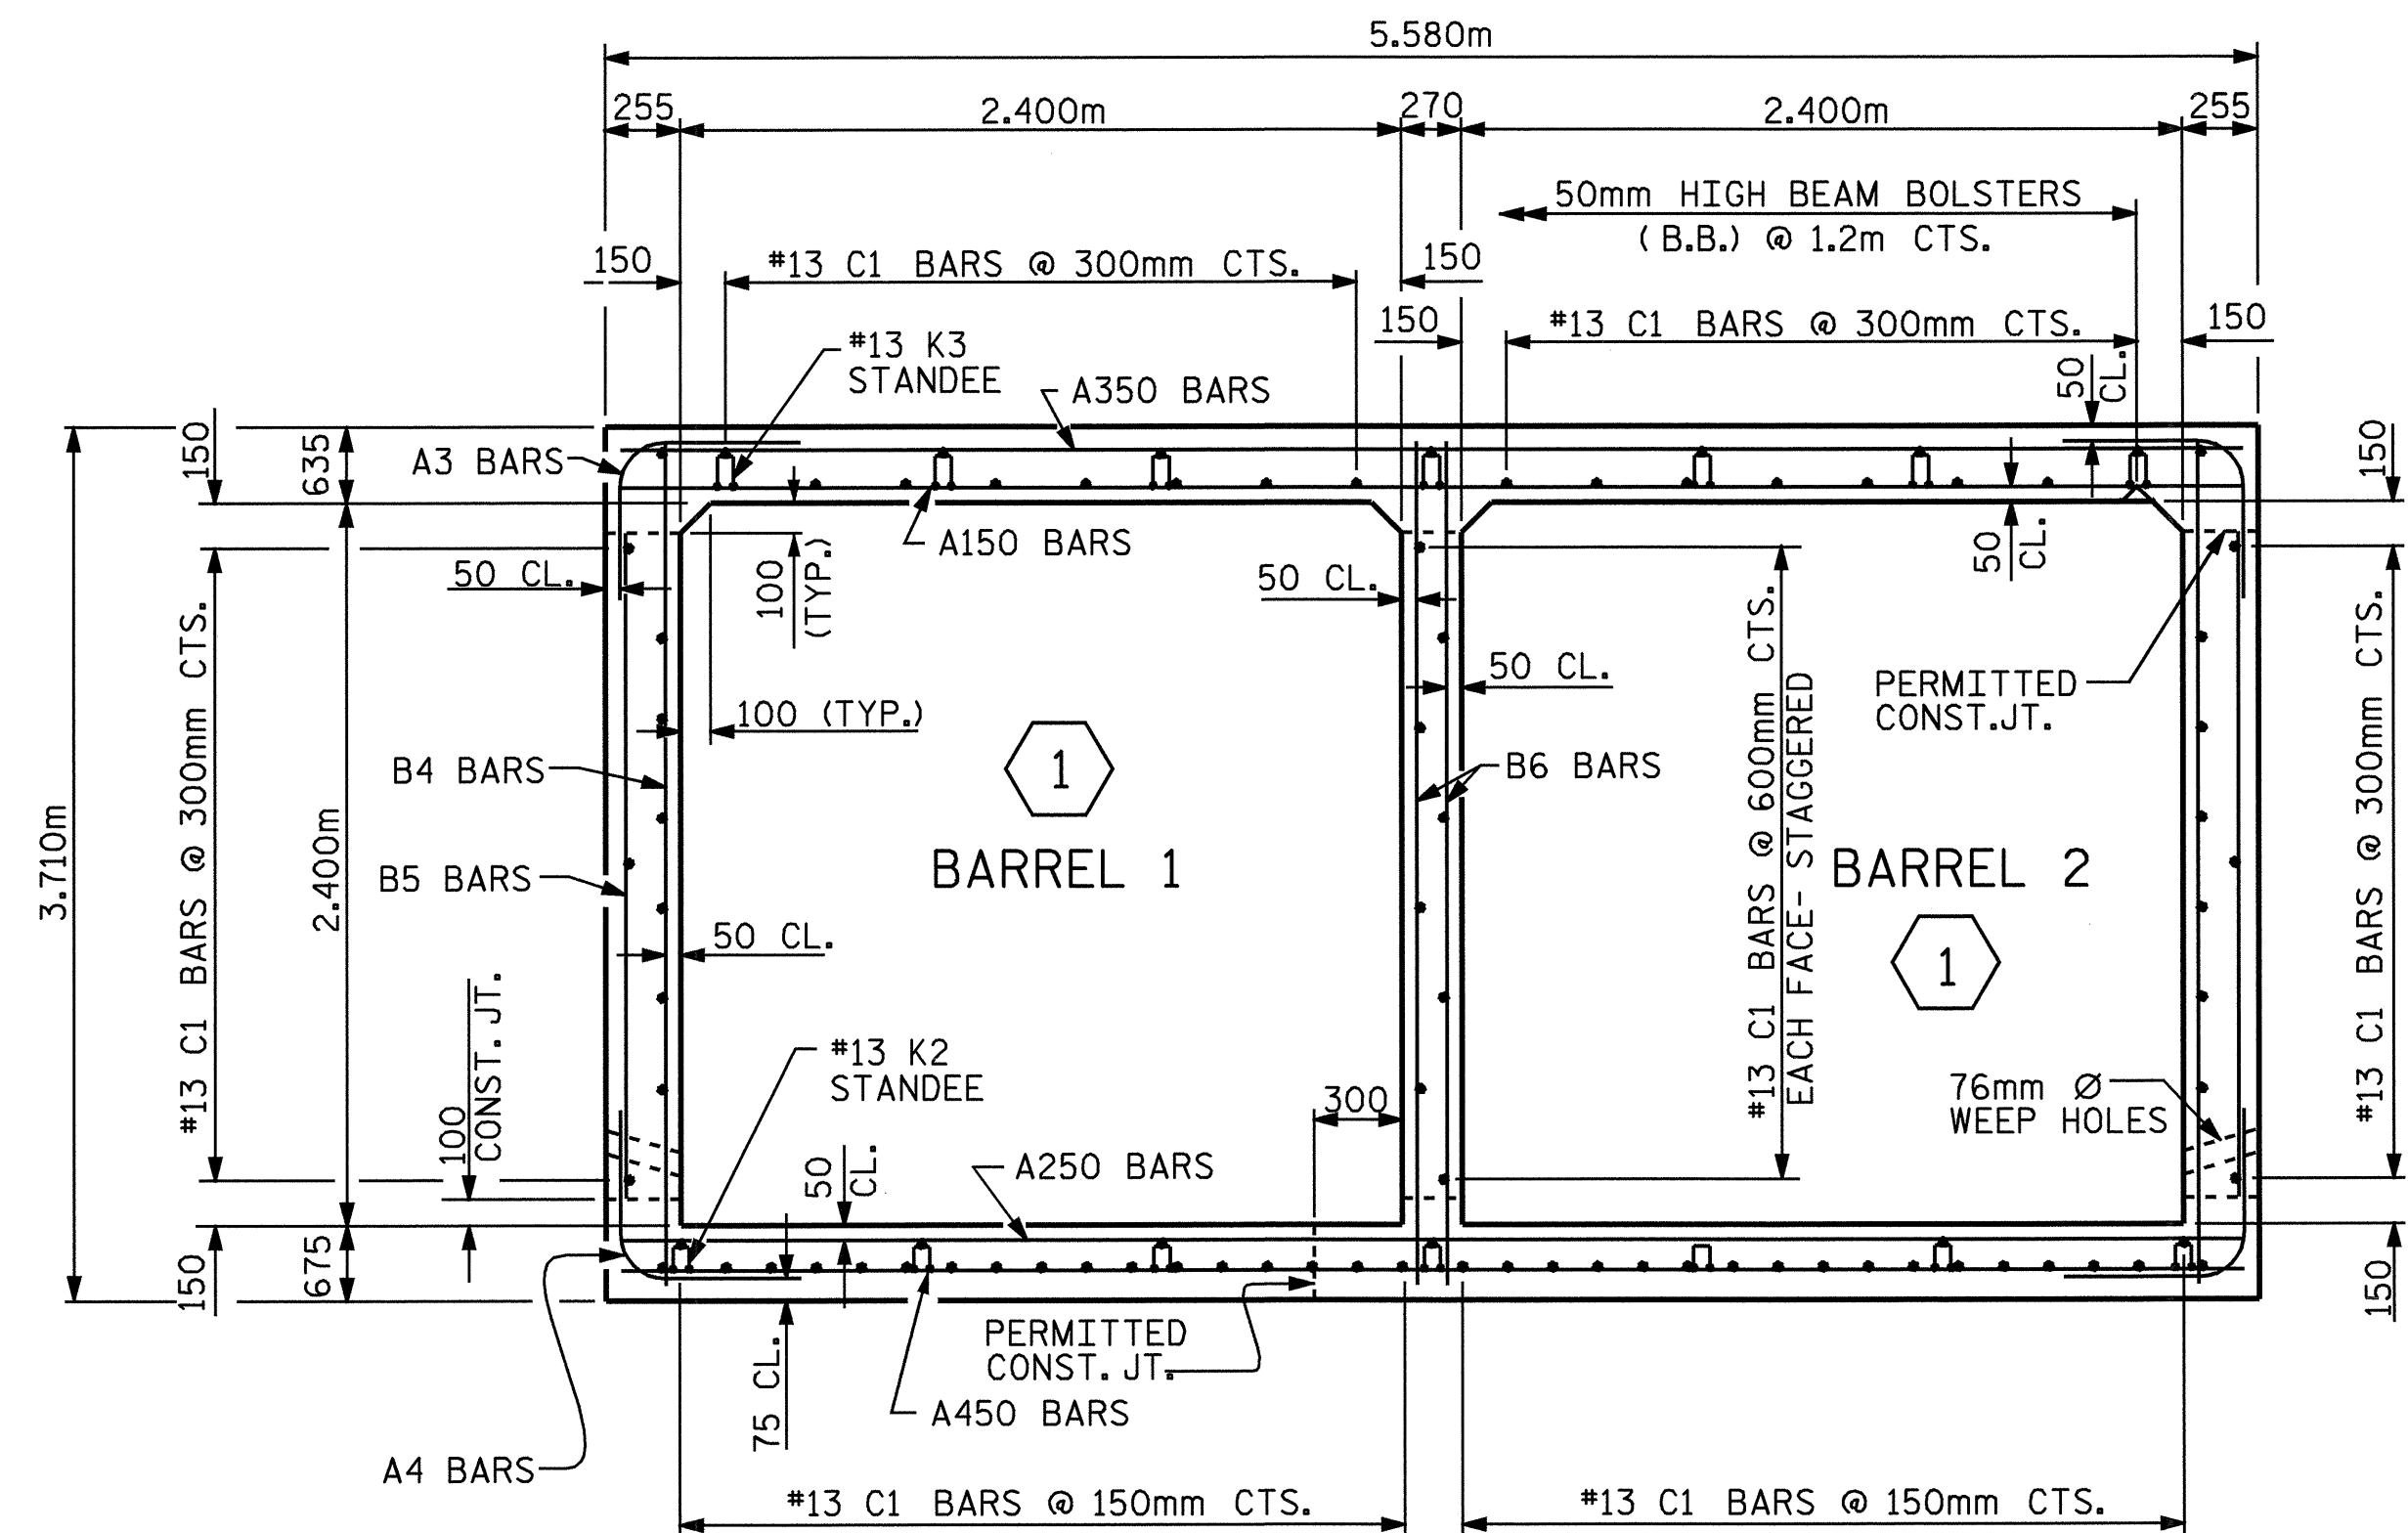 5.580m
255
2.400m
270
2.400m
255
50mm HIGH BEAM BOLSTERS
(B.B.) @ 1.2m CTS.
150
#13 C1 BARS @ 300mm CTS.
150
150
#13 C1 BARS @ 300mm CTS.
150
#13 K3
STANDEE
A350 BARS
50
CL.
150
635
A3 BARS
150
A150 BARS
50 CL.
100
(TYP.)
50 CL.
50
CL.
#13 C1 BARS @ 300mm CTS.
50 CL.
PERMITTED
CONST.JT.
100 (TYP.)
1
B4 BARS
B6 BARS
#13 C1 BARS @ 600mm CTS.
EACH FACE- STAGGERED
#13 C1 BARS @ 300mm CTS.
3.710m
2.400m
BARREL 1
BARREL 2
B5 BARS
50 CL.
1
100
CONST.JT.
#13 K2
STANDEE
300
76mm Ø
WEEP HOLES
50
CL.
A250 BARS
150
675
150
PERMITTED
CONST. JT.
75 CL.
A450 BARS
A4 BARS
#13 C1 BARS @ 150mm CTS.
#13 C1 BARS @ 150mm CTS.